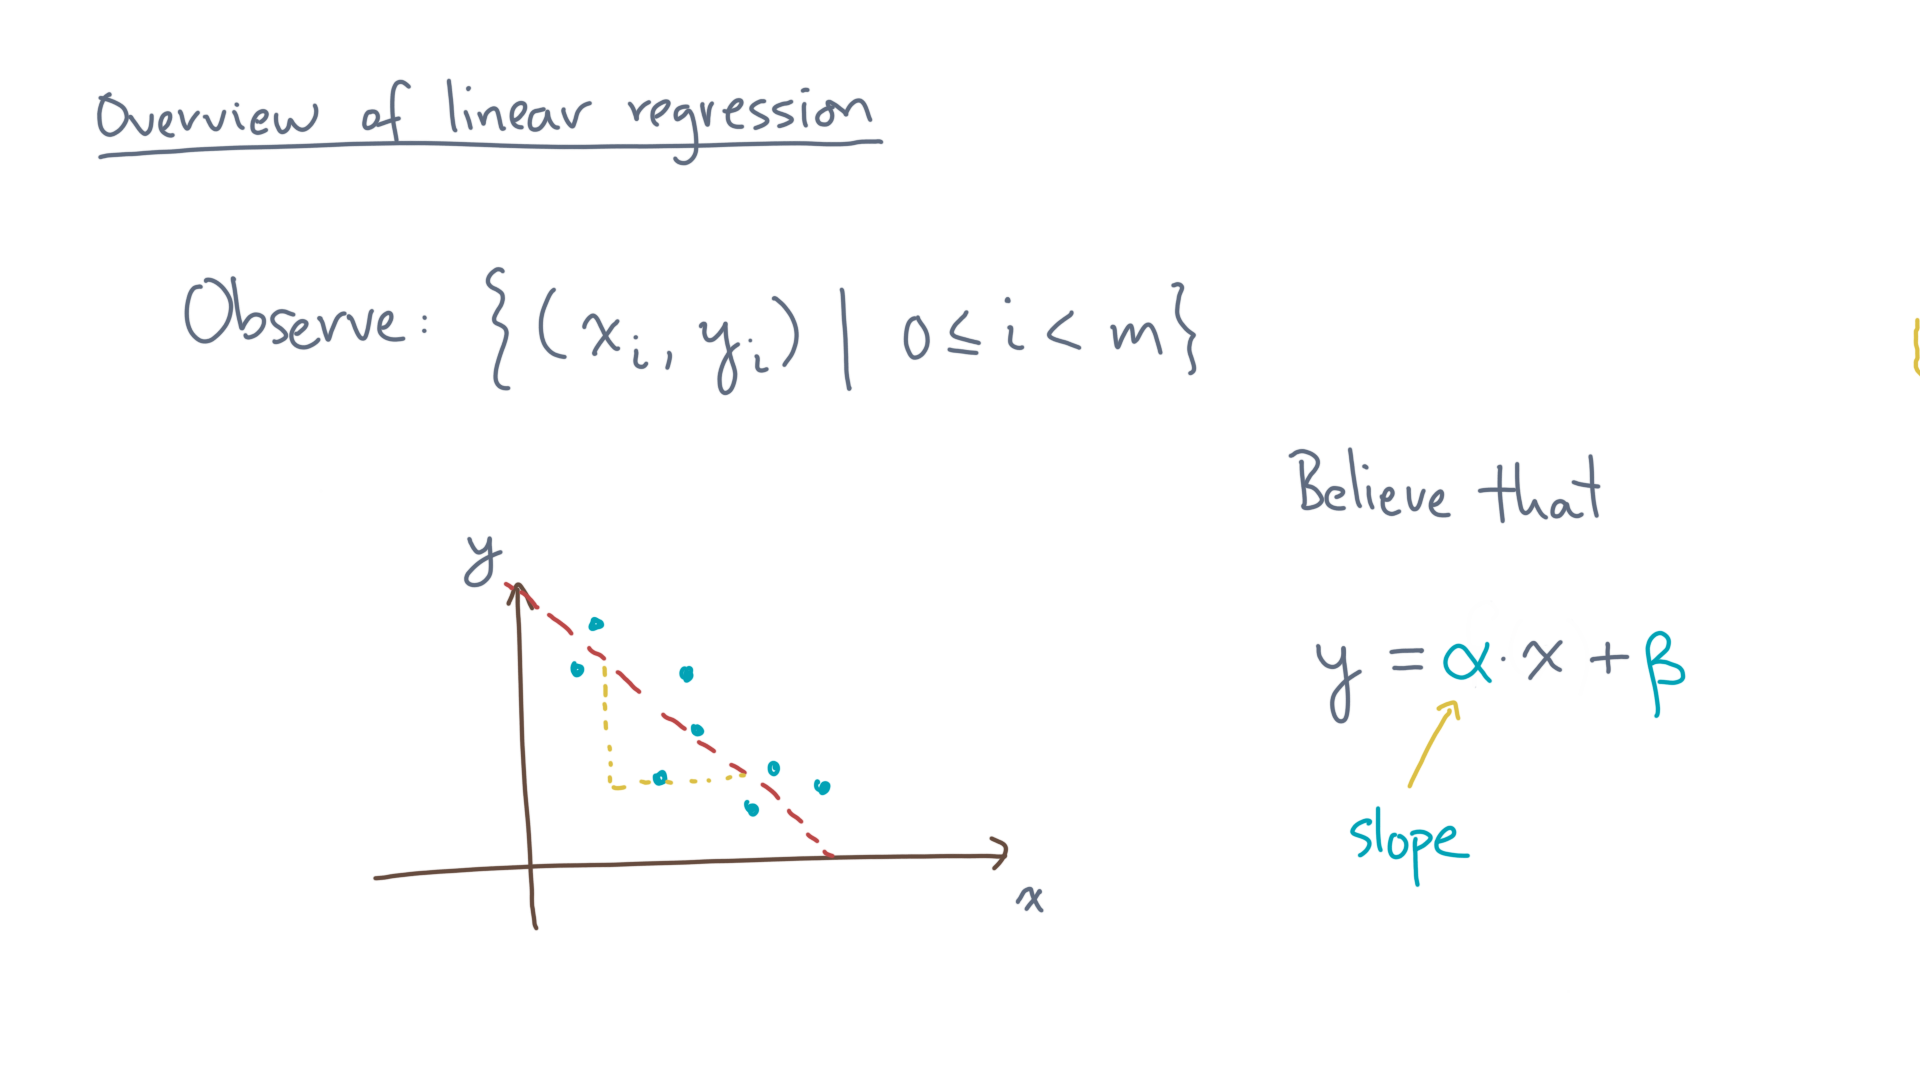 Overview of linear regression
Observe: {(xᵢ, yᵢ) | 0 ≤ i < m}
Believe that
y
y = α · x + β
slope
x